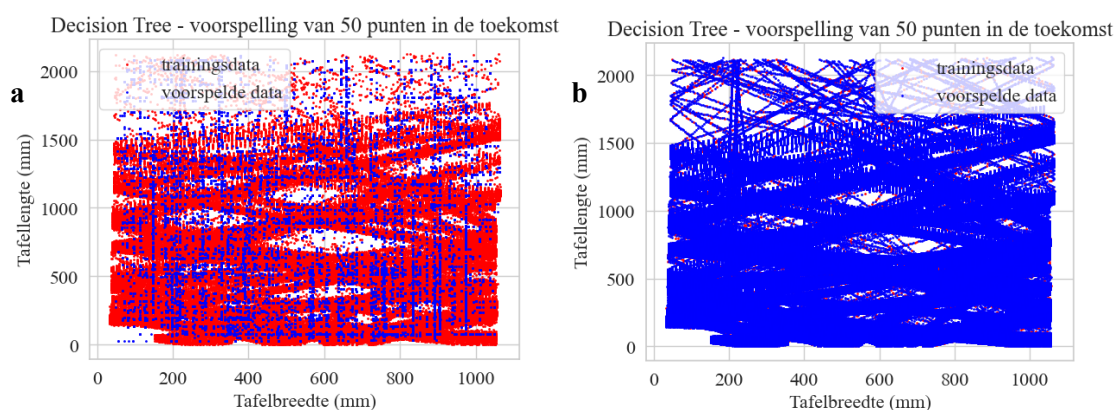 a
Decision Tree - voorspelling van 50 punten in de toekomst
trainingsdata
voorspelde data
Tafellengte (mm)
2000
1500
1000
500
0
0 200 400 600 800 1000
Tafelbreedte (mm)
b
Decision Tree - voorspelling van 50 punten in de toekomst
trainingsdata
voorspelde data
Tafellengte (mm)
2000
1500
1000
500
0
0 200 400 600 800 1000
Tafelbreedte (mm)